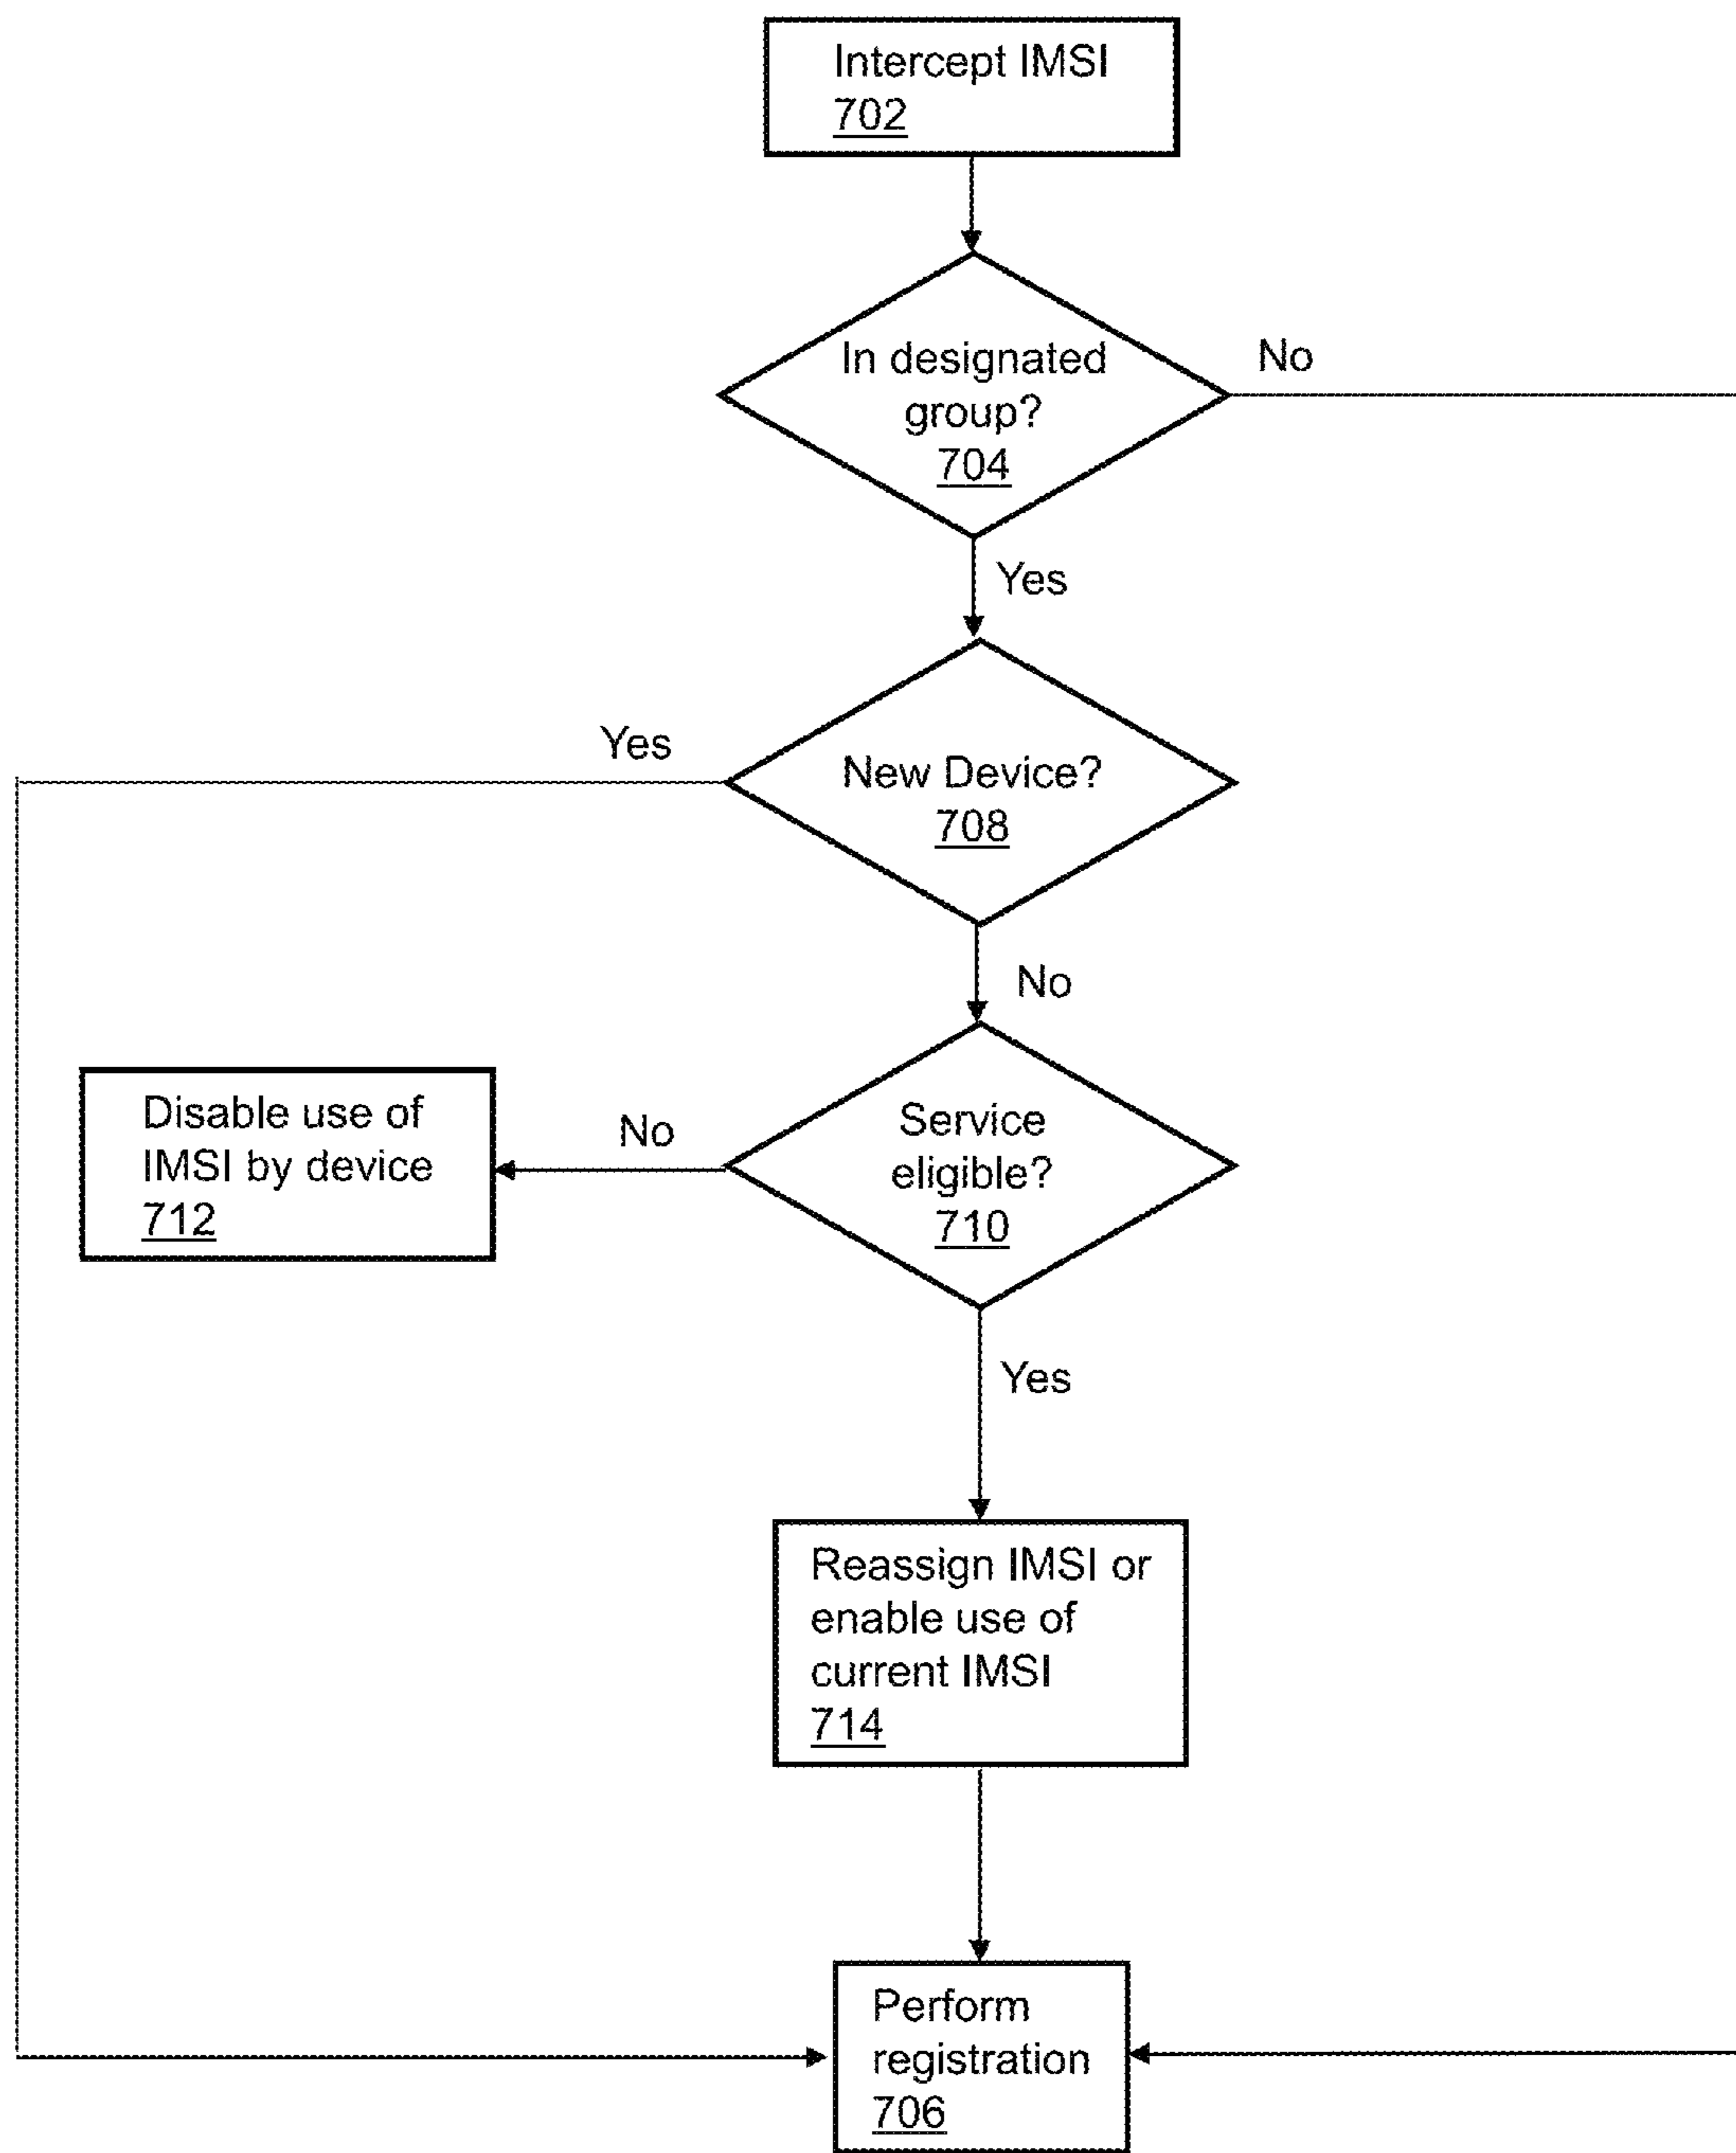 Intercept IMSI
702
In designated
group?
704
No
Yes
New Device?
708
Yes
No
Service
eligible?
710
No
Disable use of
IMSI by device
712
Yes
Reassign IMSI or
enable use of
current IMSI
714
Perform
registration
706